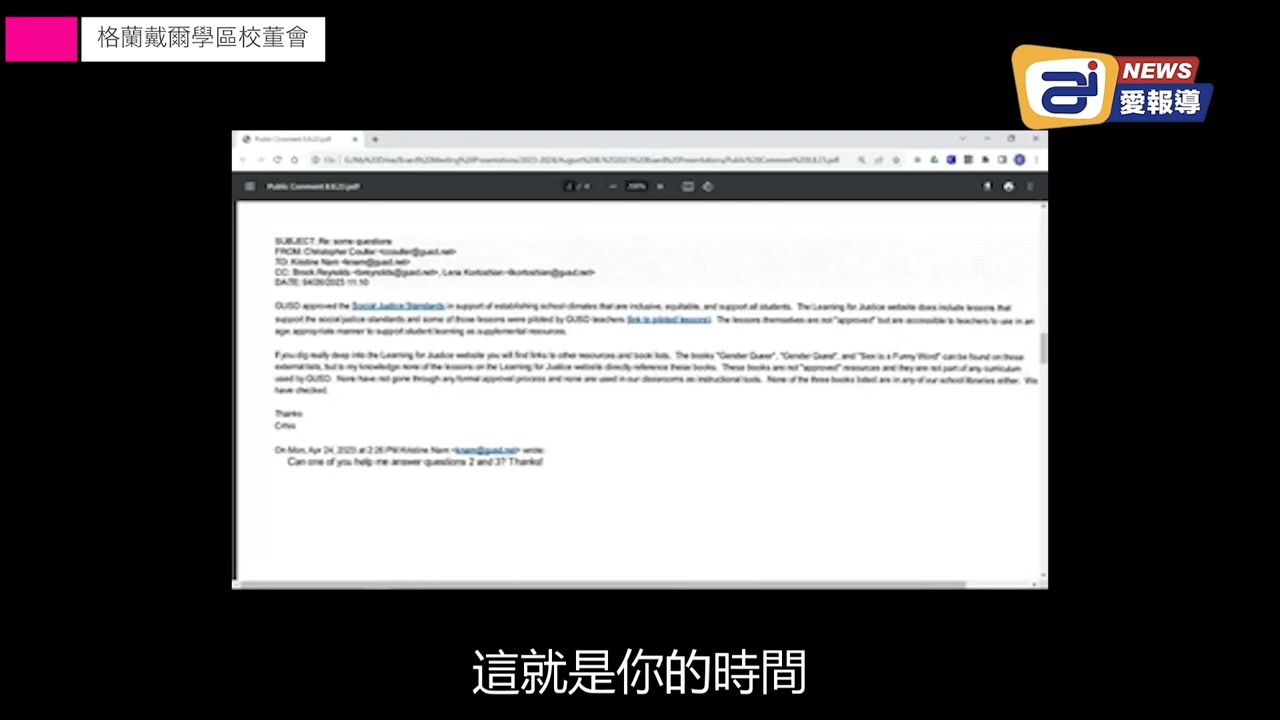 格蘭戴爾學區校董會
NEWS
愛報導
Public Comment 8.8.23.pdf
Public Comment 8.8.23.pdf
SUBJECT: Re: some questions
FROM: Christopher Coulter <ccoulter@gusd.net>
TO: Kristine Nam <knam@gusd.net>
CC: Brook Reynolds <breynolds@gusd.net>, Lena Kortoshian <lkortoshian@gusd.net>
DATE: 04/26/2023 11:10
GUSD approved the Social Justice Standards in support of establishing school climates that are inclusive, equitable, and support all students. The Learning for Justice website does include lessons that
support the social justice standards and some of those lessons were piloted by GUSD teachers (link to piloted lessons). The lessons themselves are not "approved" but are accessible to teachers to use in an
age appropriate manner to support student learning as supplemental resources.
If you dig really deep into the Learning for Justice website you will find links to other resources and book lists. The books "Gender Queer", "Gender Quest", and "Sex is a Funny Word" can be found on those
external lists, but to my knowledge none of the lessons on the Learning for Justice website directly reference these books. These books are not "approved" resources and they are not part of any curriculum
used by GUSD. None have not gone through any formal approval process and none are used in our classrooms as instructional tools. None of the three books listed are in any of our school libraries either. We
have checked.
Thanks
Chris
On Mon, Apr 24, 2023 at 2:26 PM Kristine Nam <knam@gusd.net> wrote:
Can one of you help me answer questions 2 and 3? Thanks!
這就是你的時間